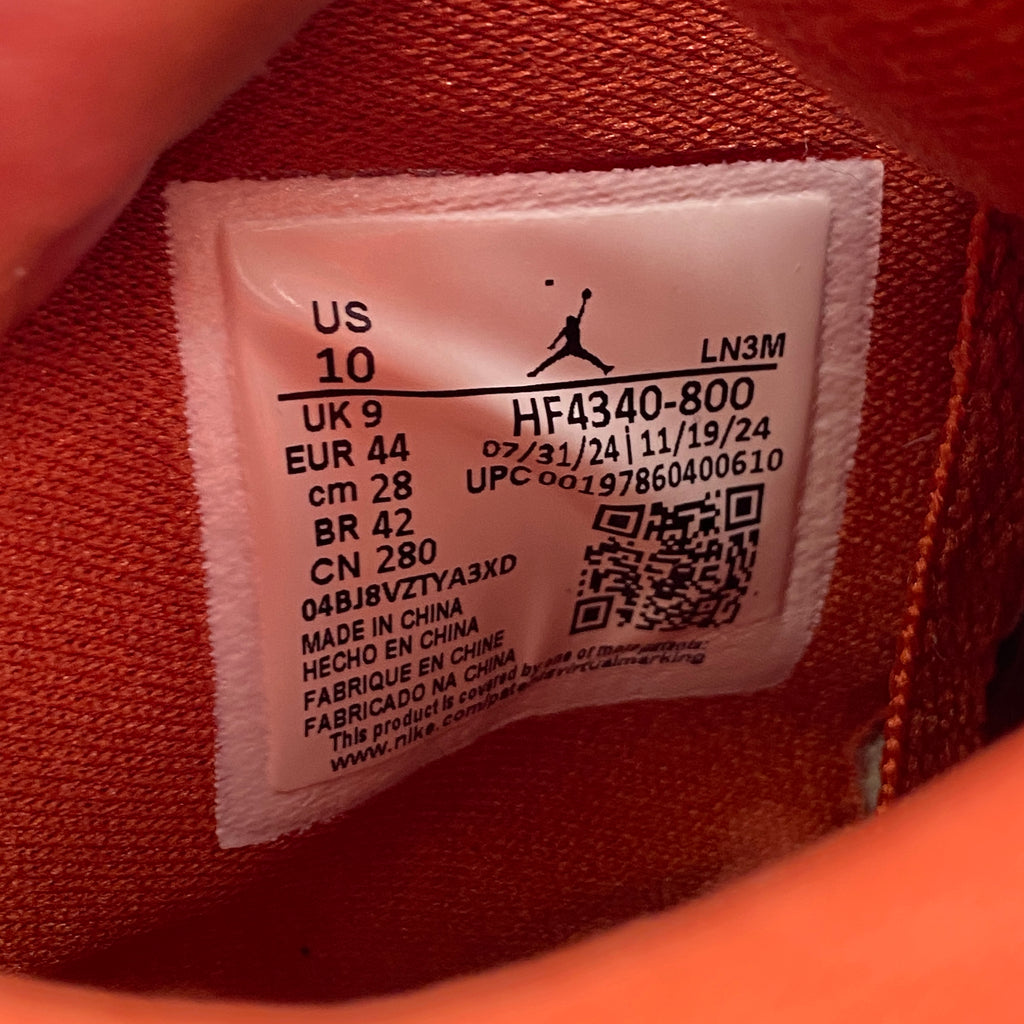 US
10
LN3M
UK 9
EUR 44
cm 28
BR 42
CN 280
HF4340-800
07/31/24|11/19/24
UPC 00197860400610
04BJ8VZTYA3XD
MADE IN CHINA
HECHO EN CHINA
FABRIQUE EN CHINE
FABRICADO NA CHINA
This product is covered by one or more patents:
www.nike.com/patentsvirtualmarking